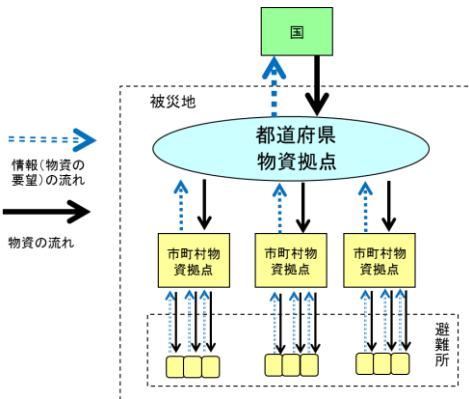 国
被災地
都道府県
物資拠点
情報(物資の
要望)の流れ
物資の流れ
市町村物
資拠点
市町村物
資拠点
市町村物
資拠点
避難所